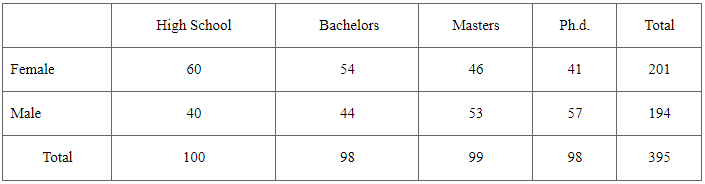 High School Bachelors Masters Ph.d. Total
Female 60 54 46 41 201
Male 40 44 53 57 194
Total 100 98 99 98 395